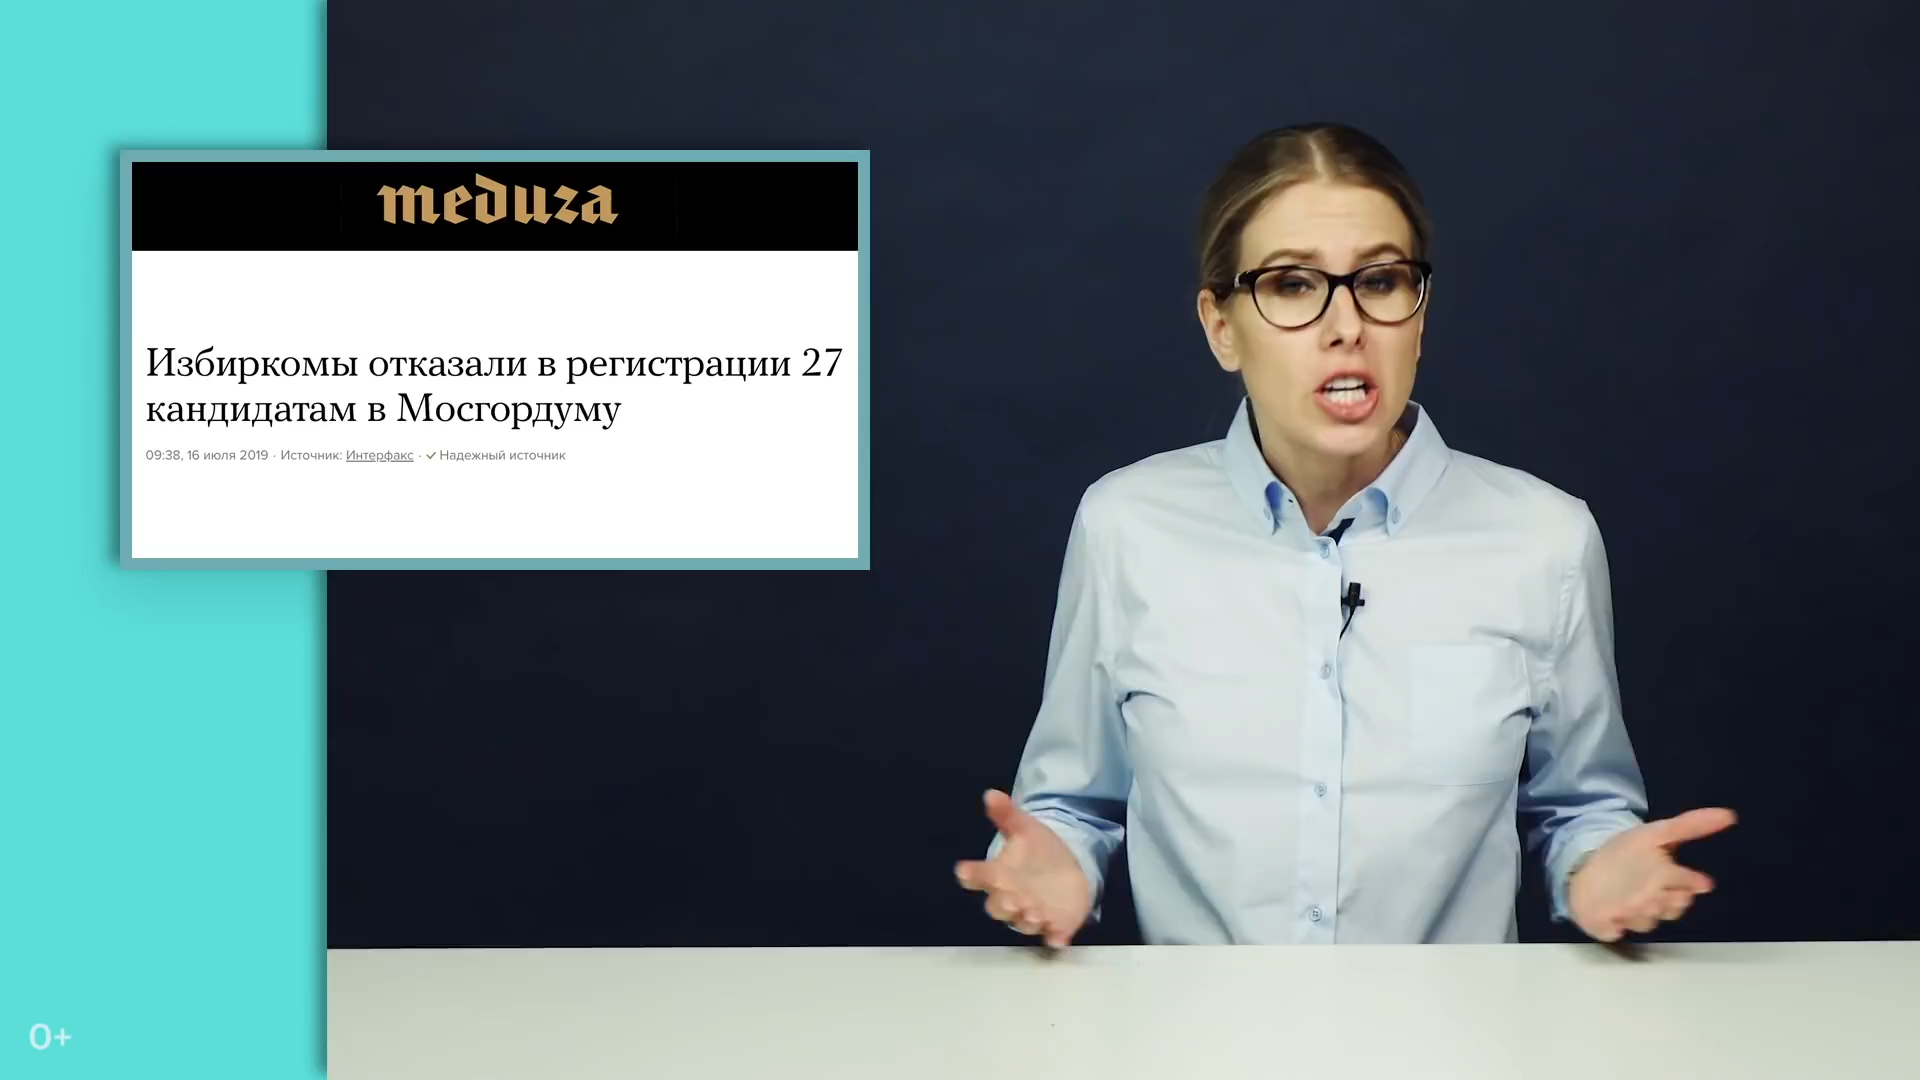 meduza
Избиркомы отказали в регистрации 27
кандидатам в Мосгордуму
09:38, 16 июля 2019 · Источник: Интерфакс · ✓ Надежный источник
0+